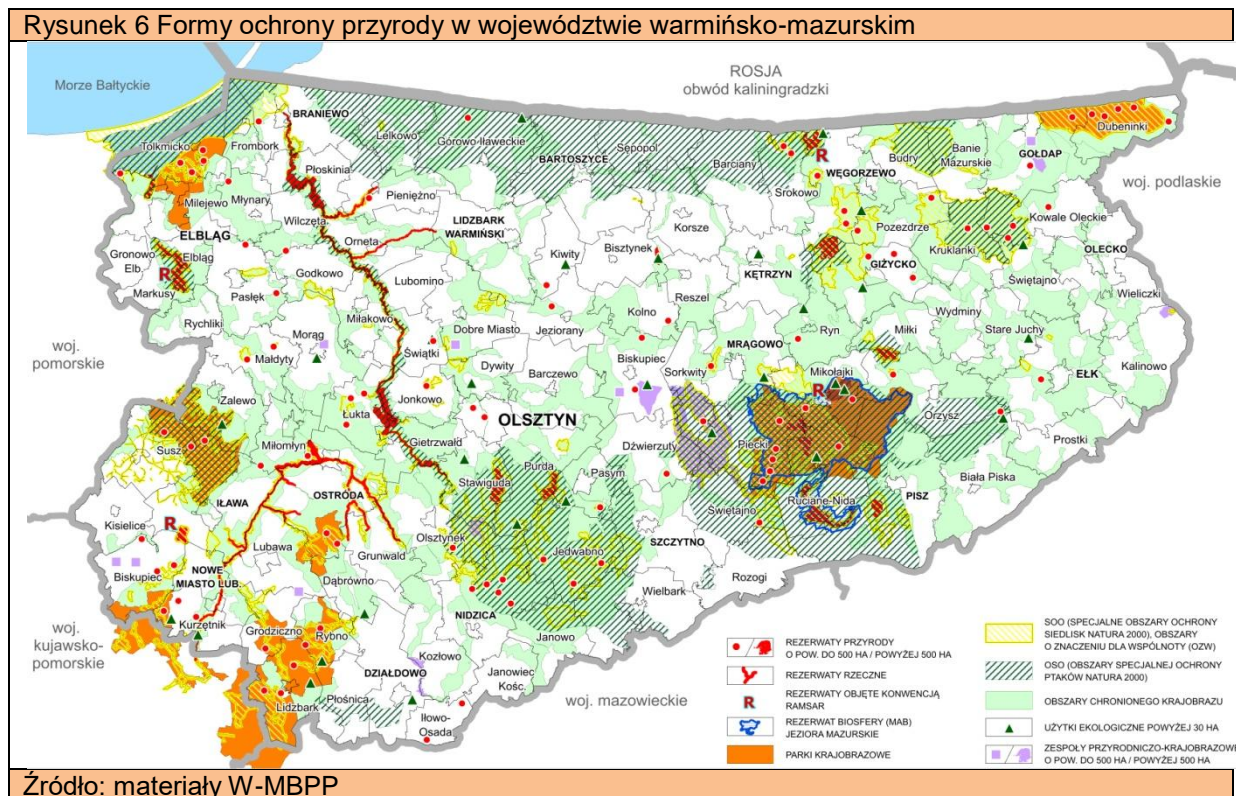 Rysunek 6 Formy ochrony przyrody w województwie warmińsko-mazurskim
Morze Bałtyckie
ROSJA
obwód kaliningradzki
BRANIEWO
Lelkowo
Górowo-Iławeckie
BARTOSZYCE
Sępopol
Barciany
Srokowo
WĘGORZEWO
Budry
Banie
Mazurskie
GOŁDAP
Dubeninki
woj. podlaskie
Tolkmicko
Frombork
Płoskinia
Pieniężno
Milejewo
Młynary
Wilczęta
ELBLĄG
Orneta
LIDZBARK
WARMIŃSKI
Kiwity
Bisztynek
Korsze
KĘTRZYN
Pozezdrze
Kruklanki
Kowale Oleckie
OLECKO
GIŻYCKO
Świętajno
Wieliczki
Gronowo
Elb.
Elbląg
R
Markusy
Godkowo
Lubomino
Pasłęk
Rychliki
Miłakowo
Morąg
Dobre Miasto
Jeziorany
Kolno
Reszel
Ryn
Miłki
Wydminy
Stare Juchy
Kalinowo
EŁK
woj.
pomorskie
Małdyty
Świątki
Dywity
Barczewo
Biskupiec
MRĄGOWO
Sorkwity
Mikołajki
R
Orzysz
Zalewo
Łukta
Jonkowo
OLSZTYN
Dźwierzuty
Piecki
Prostki
Susz
Miłomłyn
Gietrzwałd
Stawiguda
Purda
Pasym
Biała Piska
PISZ
Ruciane-Nida
IŁAWA
OSTRÓDA
Świętajno
Kisielice
R
Lubawa
Grunwald
Olsztynek
Jedwabno
SZCZYTNO
Biskupiec
NOWE
MIASTO LUB.
Dąbrówno
Wielbark
Rozogi
Kurzętnik
Grodziczno
Rybno
NIDZICA
Janowo
woj.
kujawsko-
pomorskie
Kozłowo
DZIAŁDOWO
Janowiec
Kośc.
Lidzbark
Płośnica
Iłowo-
Osada
woj. mazowieckie
R
REZERWATY PRZYRODY
O POW. DO 500 HA / POWYŻEJ 500 HA
REZERWATY RZECZNE
R
REZERWATY OBJĘTE KONWENCJĄ
RAMSAR
REZERWAT BIOSFERY (MAB)
JEZIORA MAZURSKIE
PARKI KRAJOBRAZOWE
SOO (SPECJALNE OBSZARY OCHRONY
SIEDLISK NATURA 2000), OBSZARY
O ZNACZENIU DLA WSPÓLNOTY (OZW)
OSO (OBSZARY SPECJALNEJ OCHRONY
PTAKÓW NATURA 2000)
OBSZARY CHRONIONEGO KRAJOBRAZU
UŻYTKI EKOLOGICZNE POWYŻEJ 30 HA
ZESPOŁY PRZYRODNICZO-KRAJOBRAZOWE
O POW. DO 500 HA / POWYŻEJ 500 HA
Źródło: materiały W-MBPP